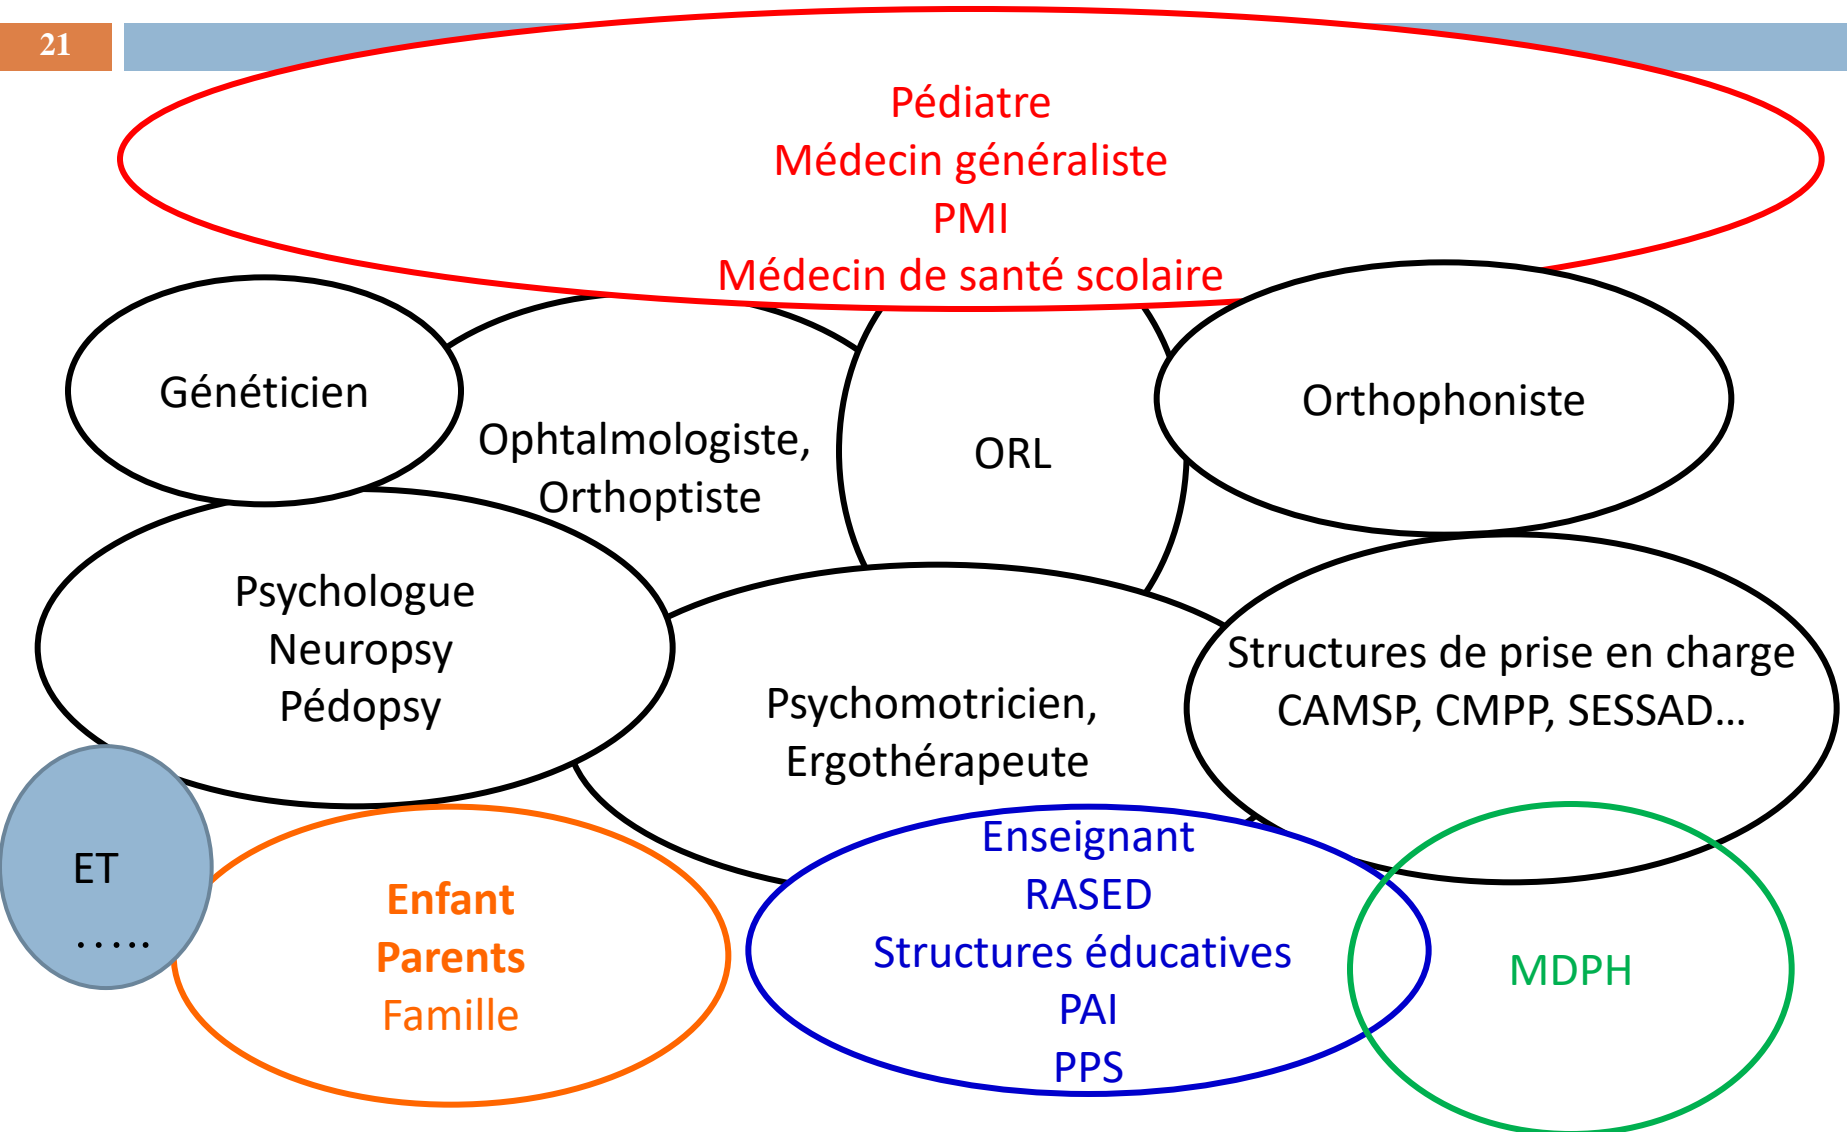 21
Pédiatre
Médecin généraliste
PMI
Médecin de santé scolaire
Généticien
Ophtalmologiste,
Orthoptiste
ORL
Orthophoniste
Psychologue
Neuropsy
Pédopsy
Psychomotricien,
Ergothérapeute
Structures de prise en charge
CAMSP, CMPP, SESSAD…
ET
…..
Enfant
Parents
Famille
Enseignant
RASED
Structures éducatives
PAI
PPS
MDPH